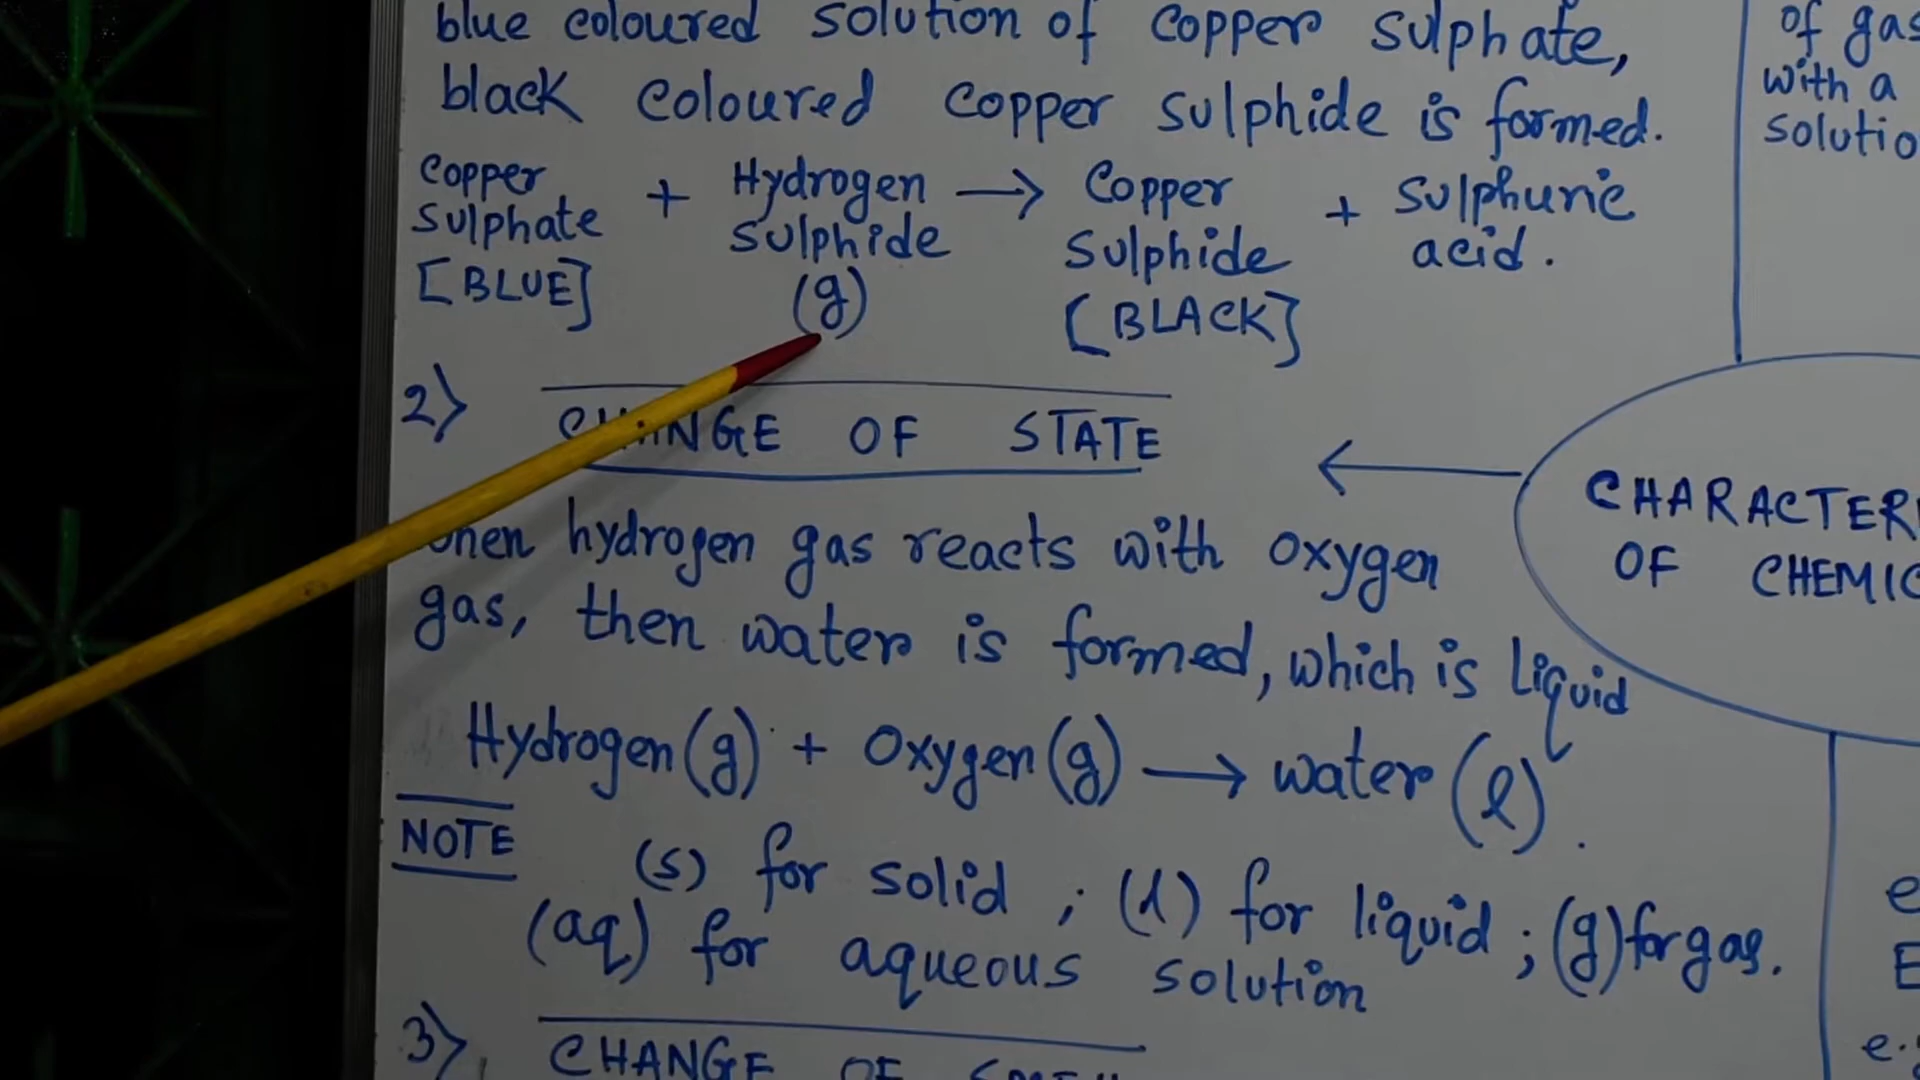 blue coloured solution of copper sulphate,
black coloured copper sulphide is formed.
copper sulphate [BLUE] + Hydrogen sulphide (g) → Copper sulphide [BLACK] + sulphuric acid.
2) CHANGE OF STATE
hydrogen gas reacts with oxygen
gas, then water is formed, which is liquid
Hydrogen(g) + Oxygen(g) → water (l).
NOTE
(s) for solid ; (l) for liquid ; (g) for gas.
(aq) for aqueous solution
3) CHANGE OF
of gas
with a
CHARACTER
OF CHEMIC
e
E
e.